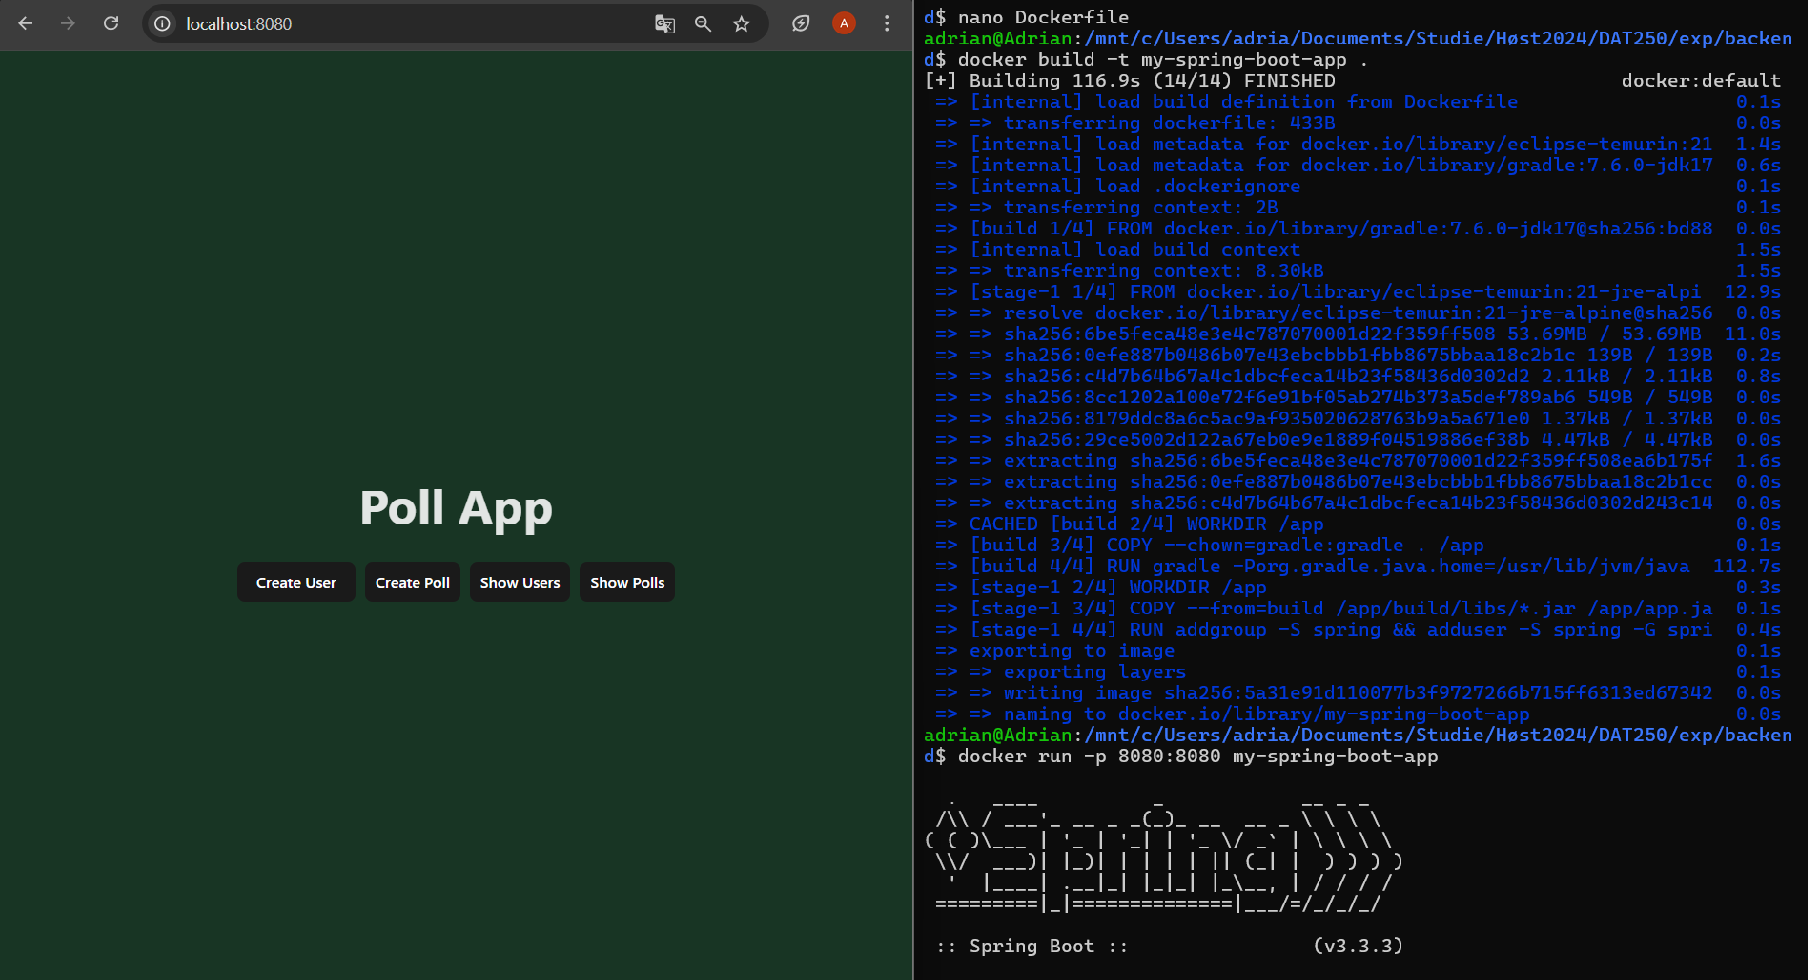 localhost:8080
A
Poll App
Create User
Create Poll
Show Users
Show Polls
d$ nano Dockerfile
adrian@Adrian:/mnt/c/Users/adria/Documents/Studie/Høst2024/DAT250/exp/backen
d$ docker build -t my-spring-boot-app .
[+] Building 116.9s (14/14) FINISHED docker:default
=> [internal] load build definition from Dockerfile 0.1s
=> => transferring dockerfile: 433B 0.0s
=> [internal] load metadata for docker.io/library/eclipse-temurin:21 1.4s
=> [internal] load metadata for docker.io/library/gradle:7.6.0-jdk17 0.6s
=> [internal] load .dockerignore 0.1s
=> => transferring context: 2B 0.1s
=> [build 1/4] FROM docker.io/library/gradle:7.6.0-jdk17@sha256:bd88 0.0s
=> [internal] load build context 1.5s
=> => transferring context: 8.30kB 1.5s
=> [stage-1 1/4] FROM docker.io/library/eclipse-temurin:21-jre-alpi 12.9s
=> => resolve docker.io/library/eclipse-temurin:21-jre-alpine@sha256 0.0s
=> => sha256:6be5feca48e3e4c787070001d22f359ff508 53.69MB / 53.69MB 11.0s
=> => sha256:0efe887b0486b07e43ebcbbb1fbb8675bbaa18c2b1c 139B / 139B 0.2s
=> => sha256:c4d7b64b67a4c1dbcfeca14b23f58436d0302d2 2.11kB / 2.11kB 0.8s
=> => sha256:8cc1202a100e72f6e91bf05ab274b373a5def789ab6 549B / 549B 0.0s
=> => sha256:8179ddc8a6c5ac9af935020628763b9a5a671e0 1.37kB / 1.37kB 0.0s
=> => sha256:29ce5002d122a67eb0e9e1889f04519886ef38b 4.47kB / 4.47kB 0.0s
=> => extracting sha256:6be5feca48e3e4c787070001d22f359ff508ea6b175f 1.6s
=> => extracting sha256:0efe887b0486b07e43ebcbbb1fbb8675bbaa18c2b1cc 0.0s
=> => extracting sha256:c4d7b64b67a4c1dbcfeca14b23f58436d0302d243c14 0.0s
=> CACHED [build 2/4] WORKDIR /app 0.0s
=> [build 3/4] COPY --chown=gradle:gradle . /app 0.1s
=> [build 4/4] RUN gradle -Porg.gradle.java.home=/usr/lib/jvm/java 112.7s
=> [stage-1 2/4] WORKDIR /app 0.3s
=> [stage-1 3/4] COPY --from=build /app/build/libs/*.jar /app/app.ja 0.1s
=> [stage-1 4/4] RUN addgroup -S spring && adduser -S spring -G spri 0.4s
=> exporting to image 0.1s
=> => exporting layers 0.1s
=> => writing image sha256:5a31e91d110077b3f9727266b715ff6313ed67342 0.0s
=> => naming to docker.io/library/my-spring-boot-app 0.0s
adrian@Adrian:/mnt/c/Users/adria/Documents/Studie/Høst2024/DAT250/exp/backen
d$ docker run -p 8080:8080 my-spring-boot-app
Spring
:: Spring Boot :: (v3.3.3)